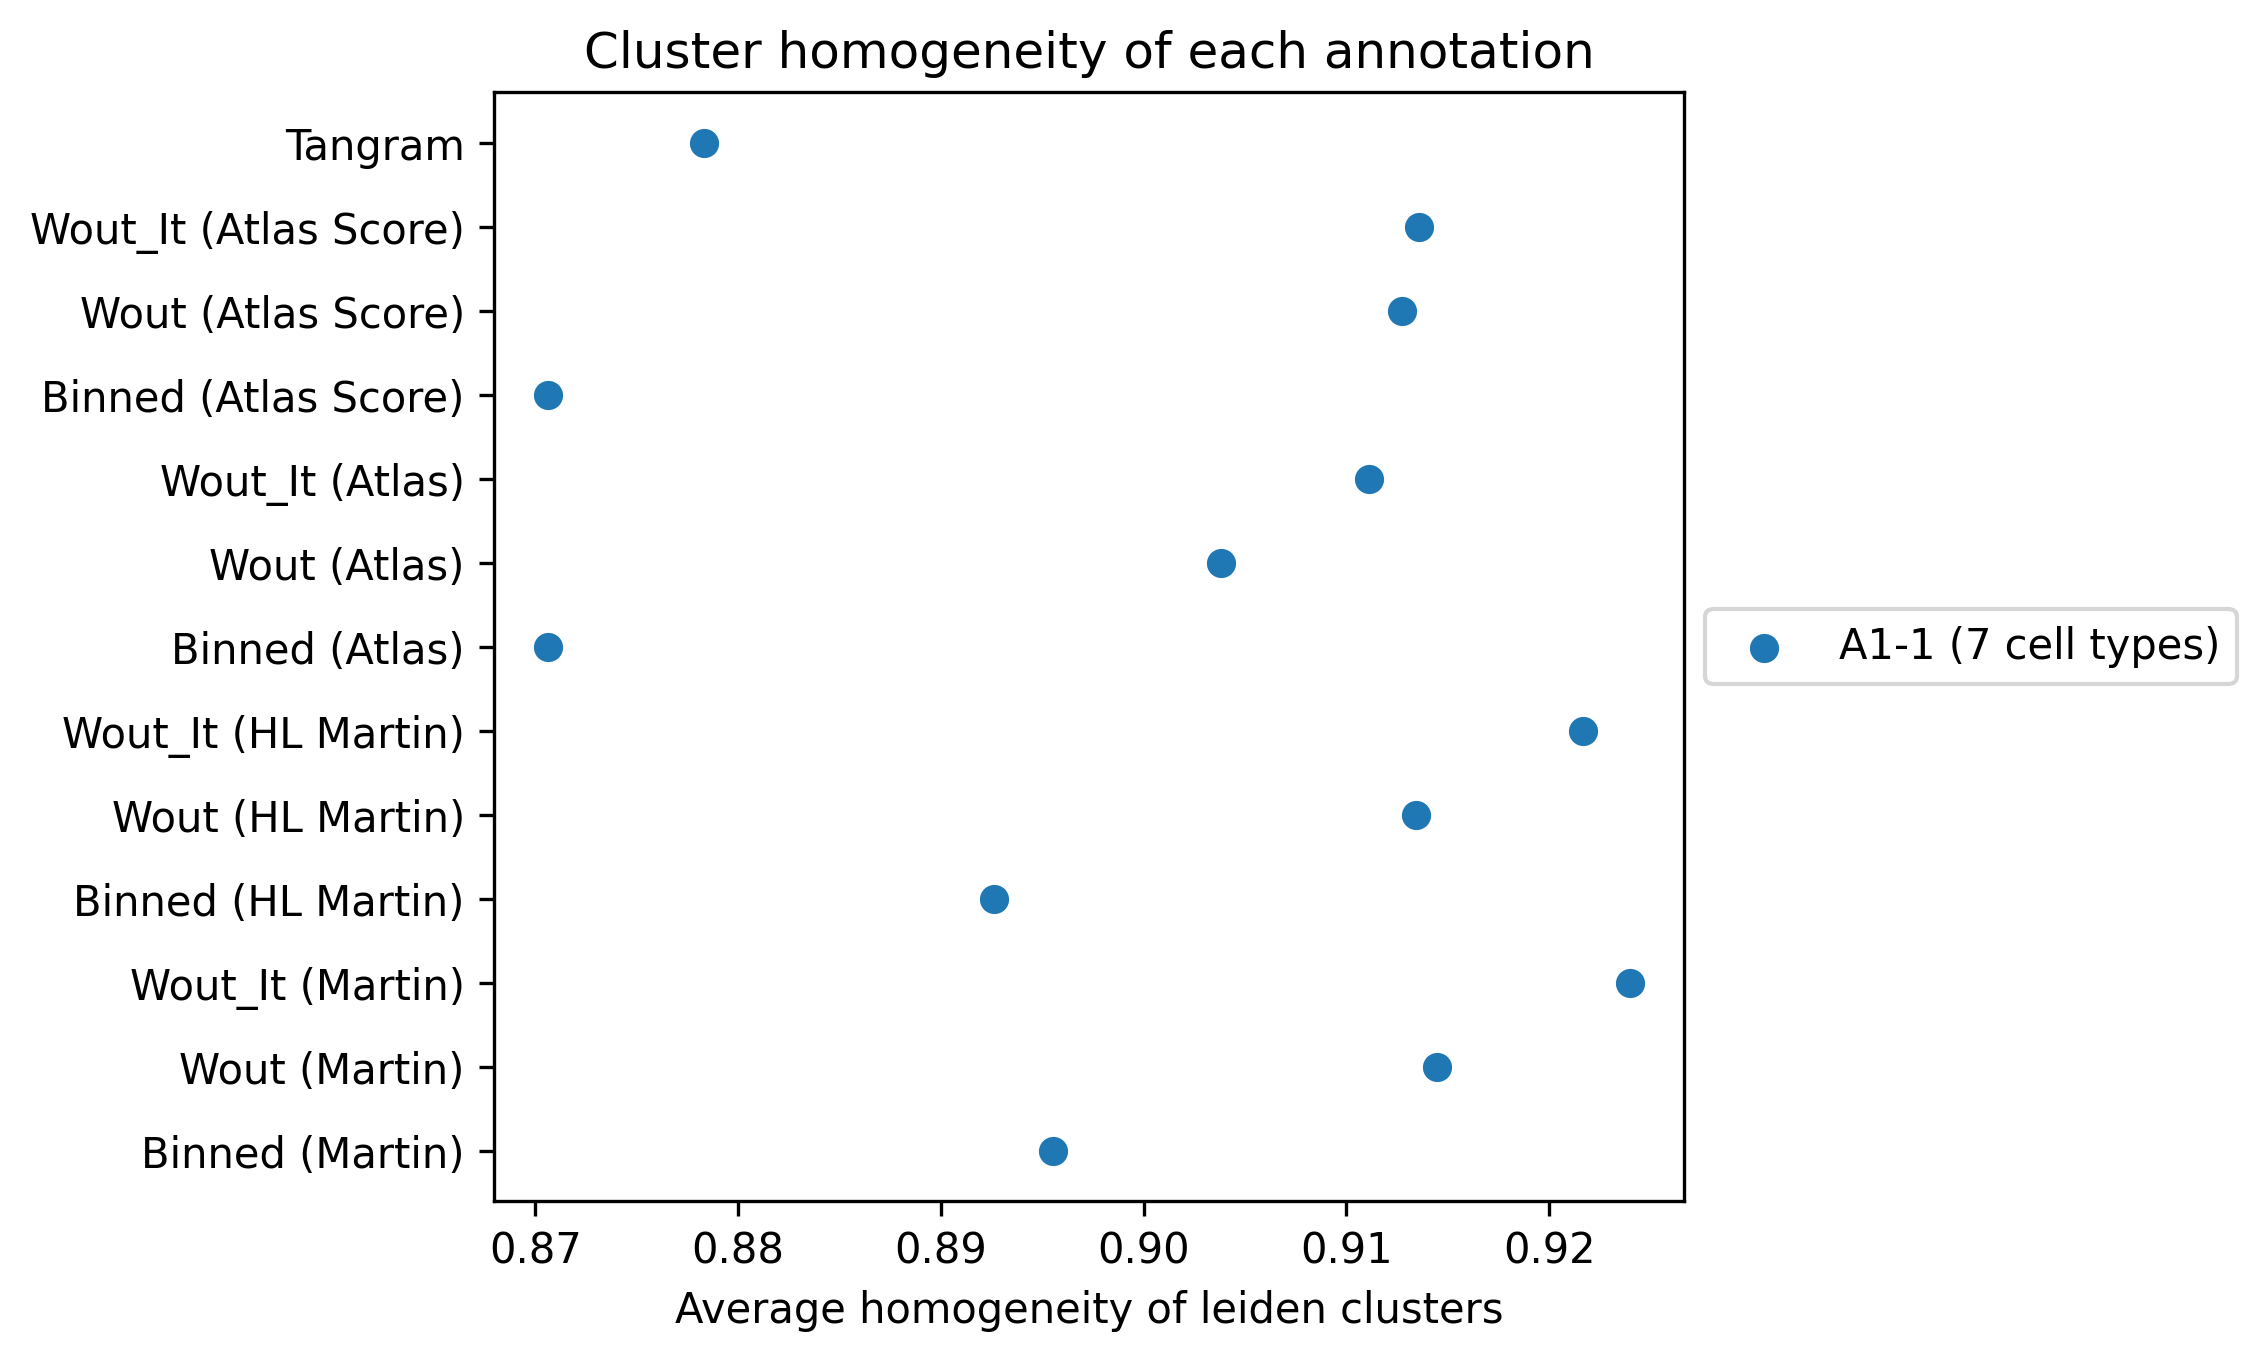 Cluster homogeneity of each annotation
Tangram
Wout_It (Atlas Score)
Wout (Atlas Score)
Binned (Atlas Score)
Wout_It (Atlas)
Wout (Atlas)
Binned (Atlas)
Wout_It (HL Martin)
Wout (HL Martin)
Binned (HL Martin)
Wout_It (Martin)
Wout (Martin)
Binned (Martin)
0.87 0.88 0.89 0.90 0.91 0.92
Average homogeneity of leiden clusters
A1-1 (7 cell types)